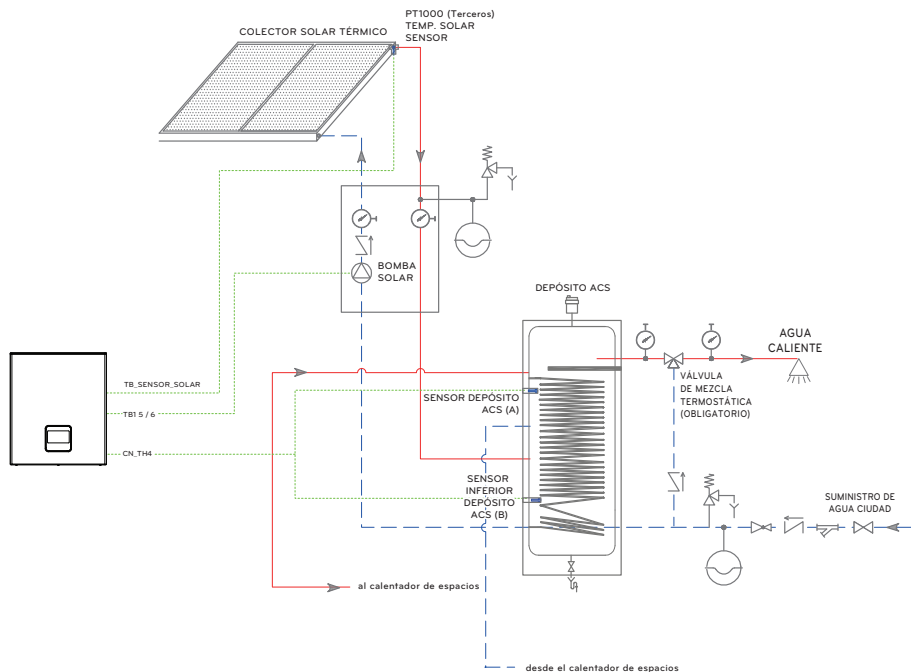 PT1000 (Terceros)
TEMP. SOLAR
SENSOR
COLECTOR SOLAR TÉRMICO
BOMBA
SOLAR
DEPÓSITO ACS
AGUA
CALIENTE
VÁLVULA
DE MEZCLA
TERMOSTÁTICA
(OBLIGATORIO)
TB_SENSOR_SOLAR
TB1 5 / 6
CN_TH4
SENSOR DEPÓSITO
ACS (A)
SENSOR
INFERIOR
DEPÓSITO
ACS (B)
SUMINISTRO DE
AGUA CIUDAD
al calentador de espacios
desde el calentador de espacios